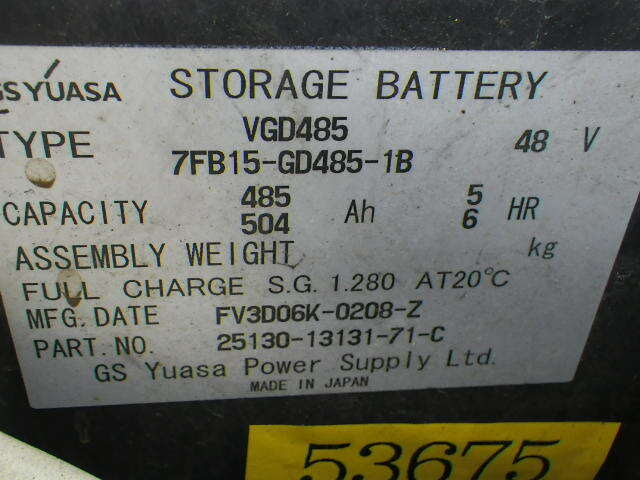 GS YUASA STORAGE BATTERY
TYPE VGD485 48 V
7FB15-GD485-1B
CAPACITY 485 Ah 5 HR
504 6
ASSEMBLY WEIGHT kg
FULL CHARGE S.G. 1.280 AT20°C
MFG. DATE FV3D06K-0208-Z
PART. NO. 25130-13131-71-C
GS Yuasa Power Supply Ltd.
MADE IN JAPAN
53675